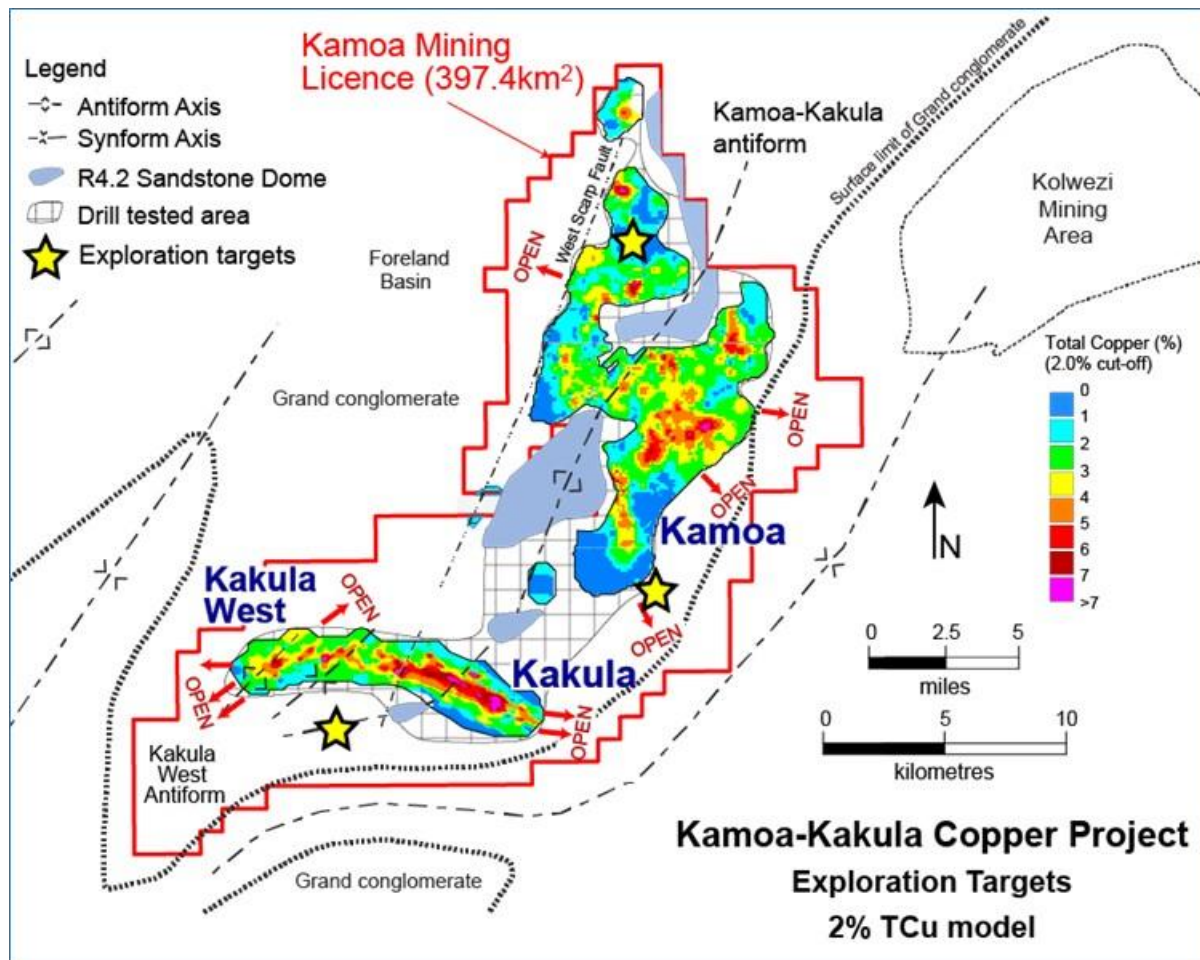 Kamoa Mining
Licence (397.4km²)
Legend
Antiform Axis
Synform Axis
R4.2 Sandstone Dome
Drill tested area
Exploration targets
Kamoa-Kakula
antiform
Surface limit of Grand conglomerate
Kolwezi
Mining
Area
West Scarp Fault
Foreland
Basin
OPEN
Grand conglomerate
OPEN
OPEN
Total Copper (%)
(2.0% cut-off)
0
1
2
3
4
5
6
7
>7
N
Kamoa
Kakula
West
OPEN
OPEN
Kakula
OPEN
OPEN
Kakula
West
Antiform
0 2.5 5
miles
0 5 10
kilometres
Grand conglomerate
Kamoa-Kakula Copper Project
Exploration Targets
2% TCu model